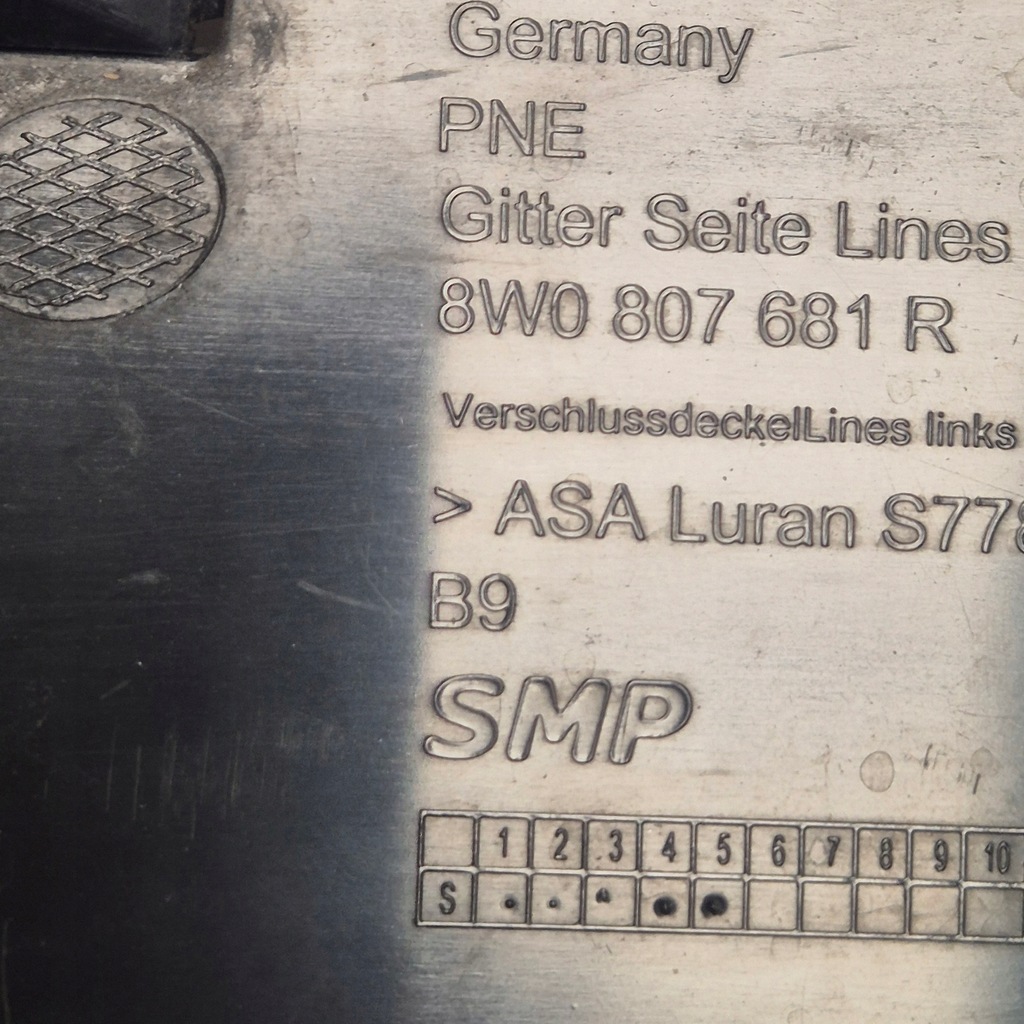 Germany
PNE
Gitter Seite Lines
8W0 807 681 R
VerschlussdeckelLines links
> ASA Luran S778
B9
SMP
1 2 3 4 5 6 7 8 9 10
S